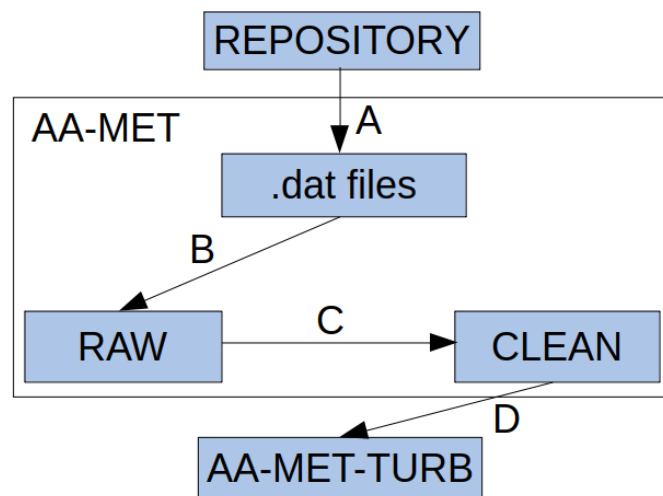 REPOSITORY
A
AA-MET
.dat files
B
RAW
C
CLEAN
D
AA-MET-TURB